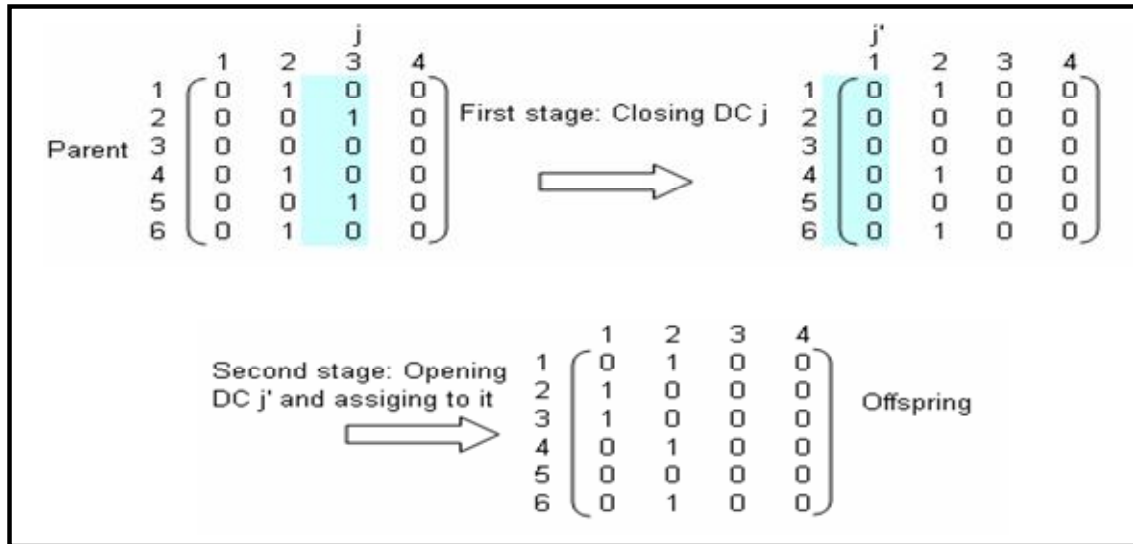 j
1 2 3 4
1 0 1 0 0
2 0 0 1 0
Parent 3 0 0 0 0
4 0 1 0 0
5 0 0 1 0
6 0 1 0 0
First stage: Closing DC j
j'
1 2 3 4
1 0 1 0 0
2 0 0 0 0
3 0 0 0 0
4 0 1 0 0
5 0 0 0 0
6 0 1 0 0
Second stage: Opening
DC j' and assiging to it
1 2 3 4
1 0 1 0 0
2 1 0 0 0
3 1 0 0 0
4 0 1 0 0
5 0 0 0 0
6 0 1 0 0
Offspring